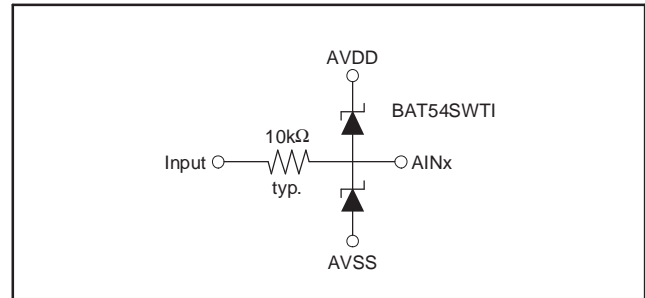 AVDD
BAT54SWTI
10kΩ
Input
AINx
typ.
AVSS